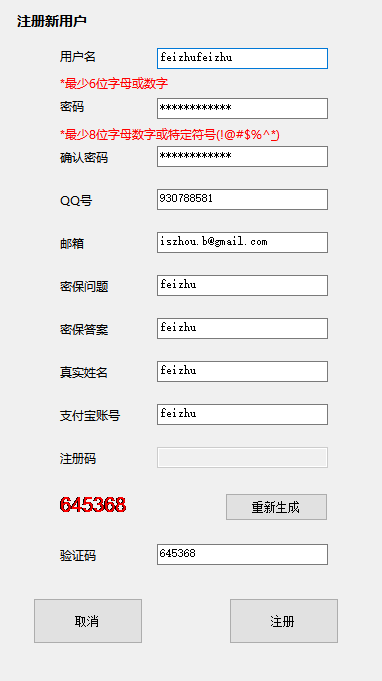 注册新用户
用户名 feizhufeizhu
*最少6位字母或数字
密码 ************
*最少8位字母数字或特定符号(!@#$%^*)
确认密码 ************
QQ号 930788581
邮箱 iszhou.b@gmail.com
密保问题 feizhu
密保答案 feizhu
真实姓名 feizhu
支付宝账号 feizhu
注册码
645368 重新生成
验证码 645368
取消 注册